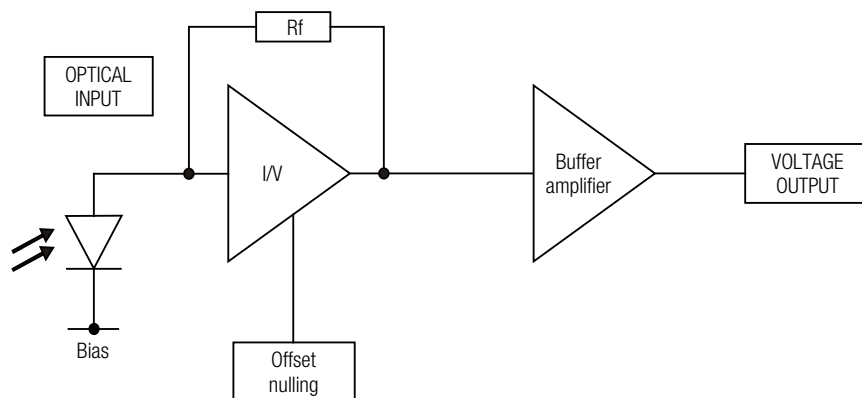 Rf
OPTICAL
INPUT
I/V
Buffer
amplifier
VOLTAGE
OUTPUT
Bias
Offset
nulling